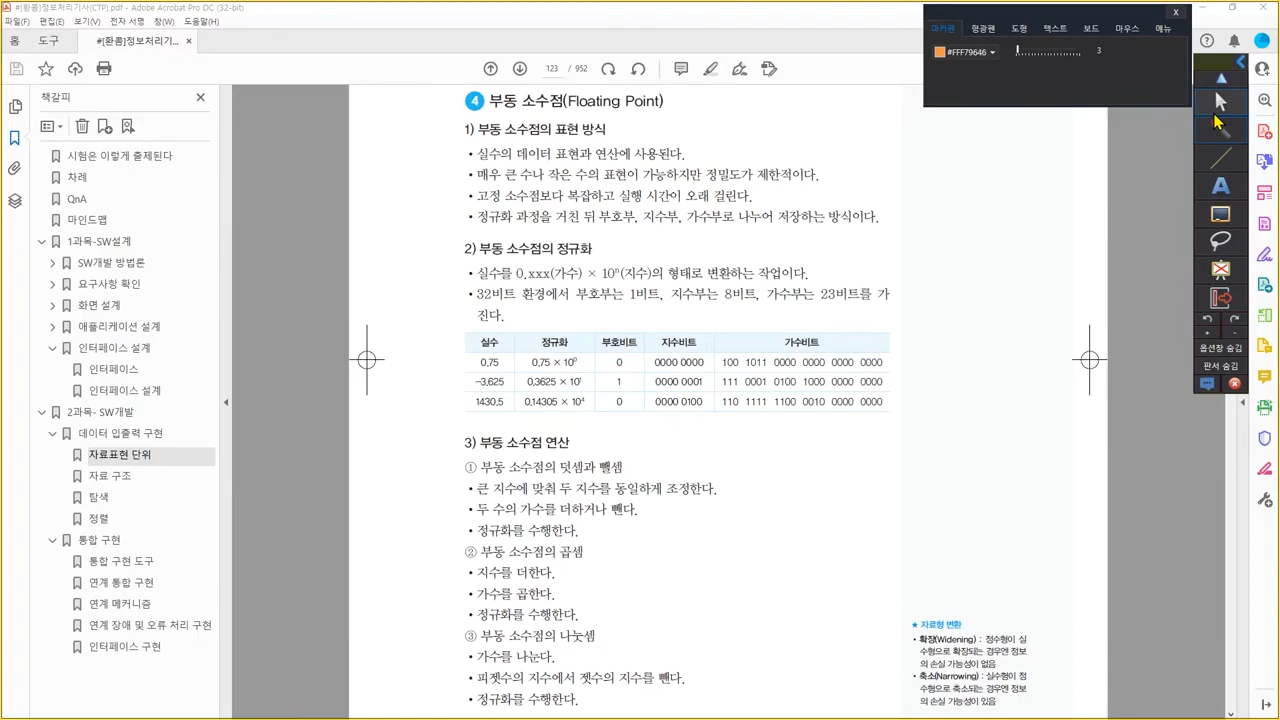 #[환콤]정보처리기사(CTP).pdf - Adobe Acrobat Pro DC (32-bit)
파일(F) 편집(E) 보기(V) 전자 서명 창(W) 도움말(H)
홈 도구 #[환콤]정보처리기... ×
123 / 952
X
마키펜 형광펜 도형 텍스트 보드 마우스 메뉴
#FFF79646 3
책갈피
시험은 이렇게 출제된다
차례
QnA
마인드맵
1과목-SW설계
SW개발 방법론
요구사항 확인
화면 설계
애플리케이션 설계
인터페이스 설계
인터페이스
인터페이스 설계
2과목- SW개발
데이터 입출력 구현
자료표현 단위
자료 구조
탐색
정렬
통합 구현
통합 구현 도구
연계 통합 구현
연계 메커니즘
연계 장애 및 오류 처리 구현
인터페이스 구현
4 부동 소수점(Floating Point)
1) 부동 소수점의 표현 방식
• 실수의 데이터 표현과 연산에 사용된다.
• 매우 큰 수나 작은 수의 표현이 가능하지만 정밀도가 제한적이다.
• 고정 소수점보다 복잡하고 실행 시간이 오래 걸린다.
• 정규화 과정을 거친 뒤 부호부, 지수부, 가수부로 나누어 저장하는 방식이다.
2) 부동 소수점의 정규화
• 실수를 0.xxx(가수) × 10ⁿ(지수)의 형태로 변환하는 작업이다.
• 32비트 환경에서 부호부는 1비트, 지수부는 8비트, 가수부는 23비트를 가
진다.
실수 정규화 부호비트 지수비트 가수비트
0.75 0.75 × 10⁰ 0 0000 0000 100 1011 0000 0000 0000 0000
-3.625 0.3625 × 10¹ 1 0000 0001 111 0001 0100 1000 0000 0000
1430.5 0.14305 × 10⁴ 0 0000 0100 110 1111 1100 0010 0000 0000
3) 부동 소수점 연산
① 부동 소수점의 덧셈과 뺄셈
• 큰 지수에 맞춰 두 지수를 동일하게 조정한다.
• 두 수의 가수를 더하거나 뺀다.
• 정규화를 수행한다.
② 부동 소수점의 곱셈
• 지수를 더한다.
• 가수를 곱한다.
• 정규화를 수행한다.
③ 부동 소수점의 나눗셈
• 가수를 나눈다.
• 피젯수의 지수에서 젯수의 지수를 뺀다.
• 정규화를 수행한다.
★ 자료형 변환
• 확장(Widening) : 정수형이 실
수형으로 확장되는 경우엔 정보
의 손실 가능성이 없음
• 축소(Narrowing) : 실수형이 정
수형으로 축소되는 경우엔 정보
의 손실 가능성이 있음
A
+ -
옵션창 숨김
판서 숨김